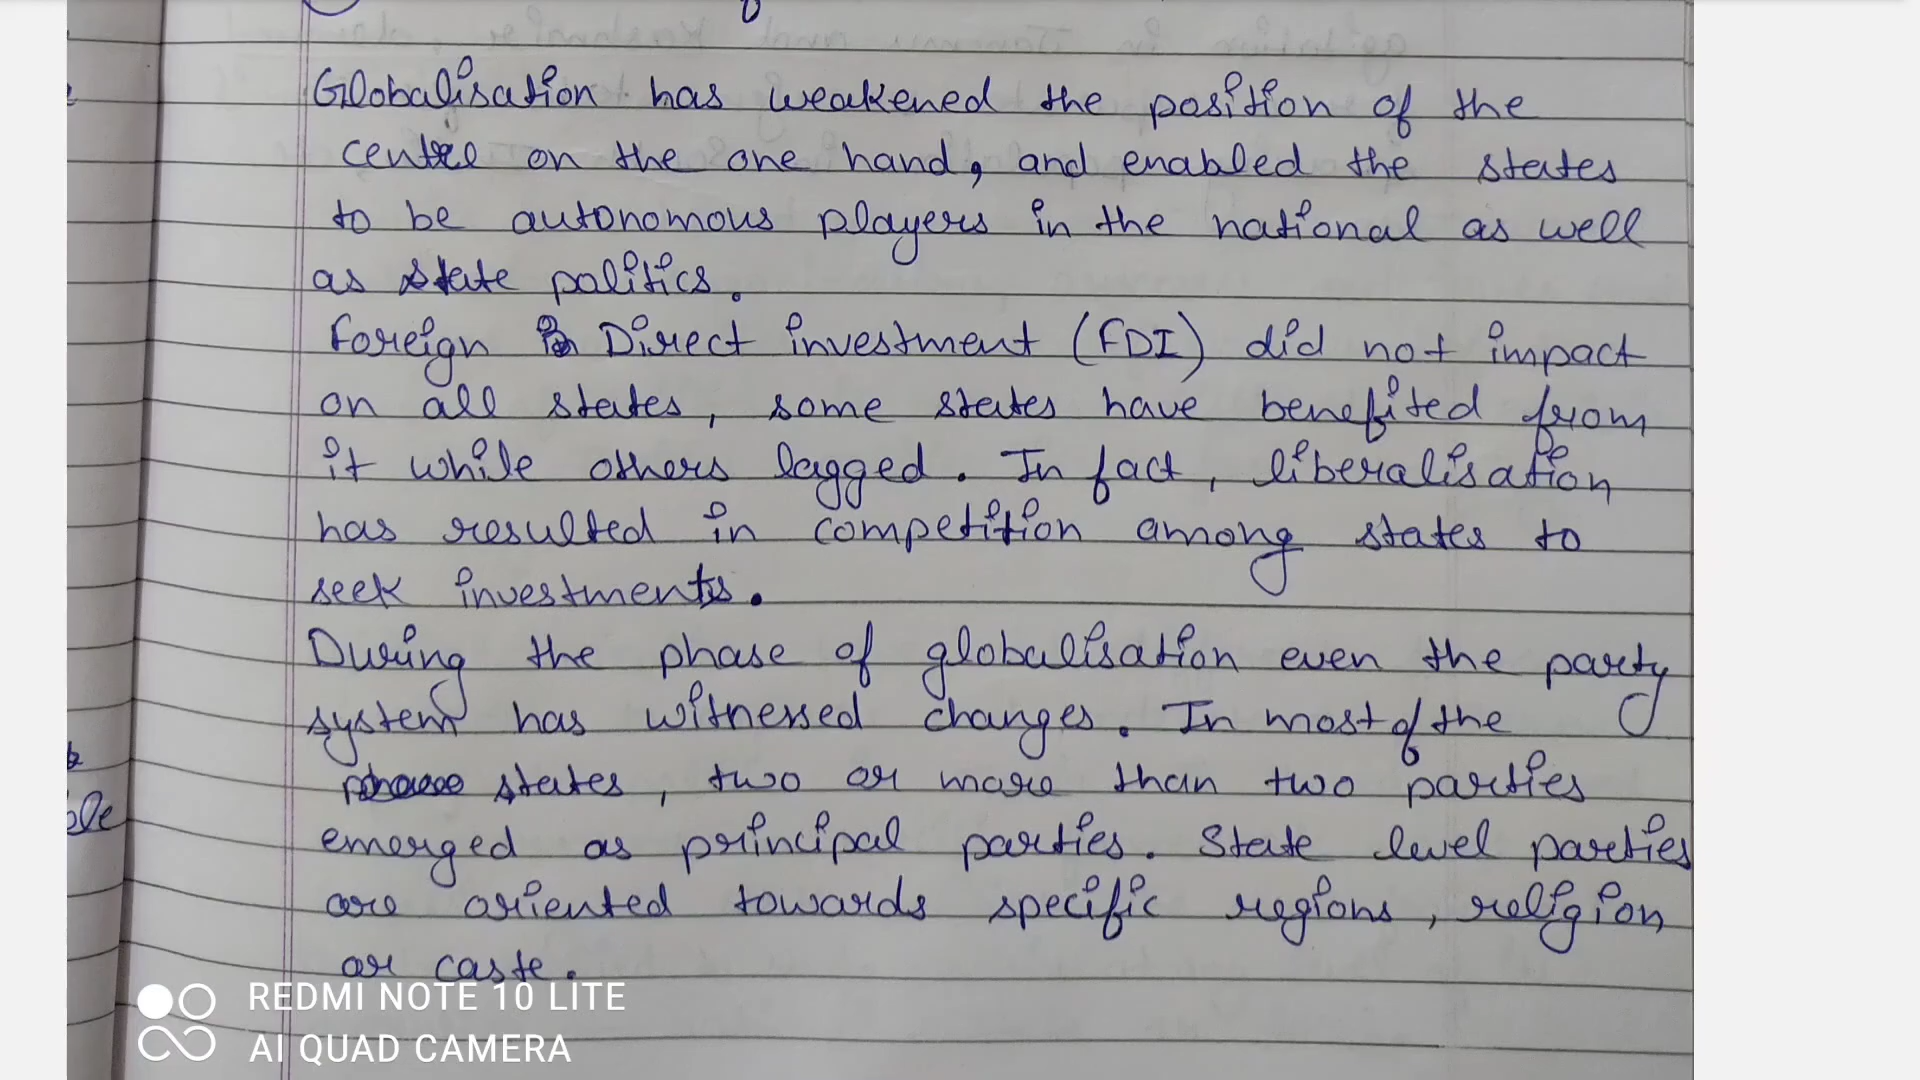 Globalisation has weakened the position of the
centre on the one hand, and enabled the states
to be autonomous players in the national as well
as state politics.
Foreign Direct investment (FDI) did not impact
on all states, some states have benefited from
it while others lagged. In fact, liberalisation
has resulted in competition among states to
seek investments.
During the phase of globalisation even the party
system has witnessed changes. In most of the
states, two or more than two parties
emerged as principal parties. State level parties
are oriented towards specific regions, religion
or caste.
REDMI NOTE 10 LITE
AI QUAD CAMERA